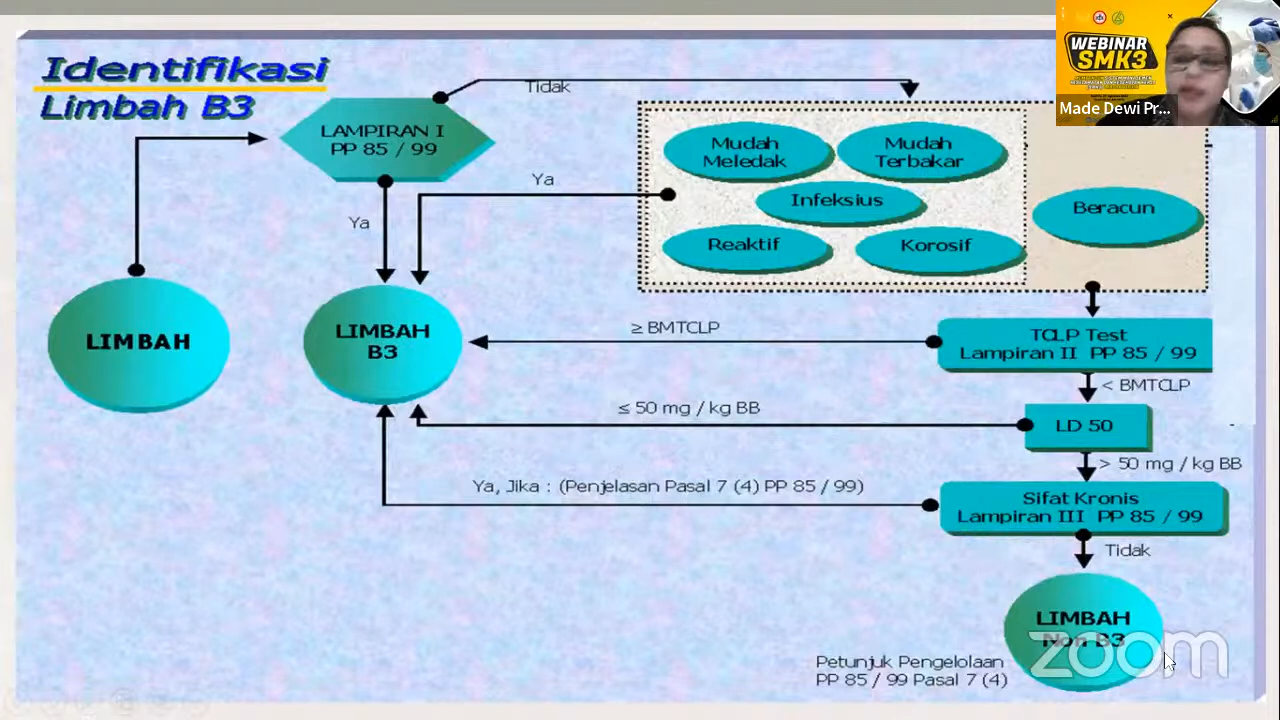 Identifikasi
Limbah B3
LAMPIRAN I
PP 85 / 99
Tidak
Ya
Ya
Mudah
Meledak
Mudah
Terbakar
Infeksius
Reaktif
Korosif
Beracun
LIMBAH
LIMBAH
B3
≥ BMTCLP
TCLP Test
Lampiran II PP 85 / 99
< BMTCLP
≤ 50 mg / kg BB
LD 50
> 50 mg / kg BB
Ya, Jika : (Penjelasan Pasal 7 (4) PP 85 / 99)
Sifat Kronis
Lampiran III PP 85 / 99
Tidak
LIMBAH
Non B3
Petunjuk Pengelolaan
PP 85 / 99 Pasal 7 (4)
zoom
WEBINAR
SMK3
Made Dewi Pr...